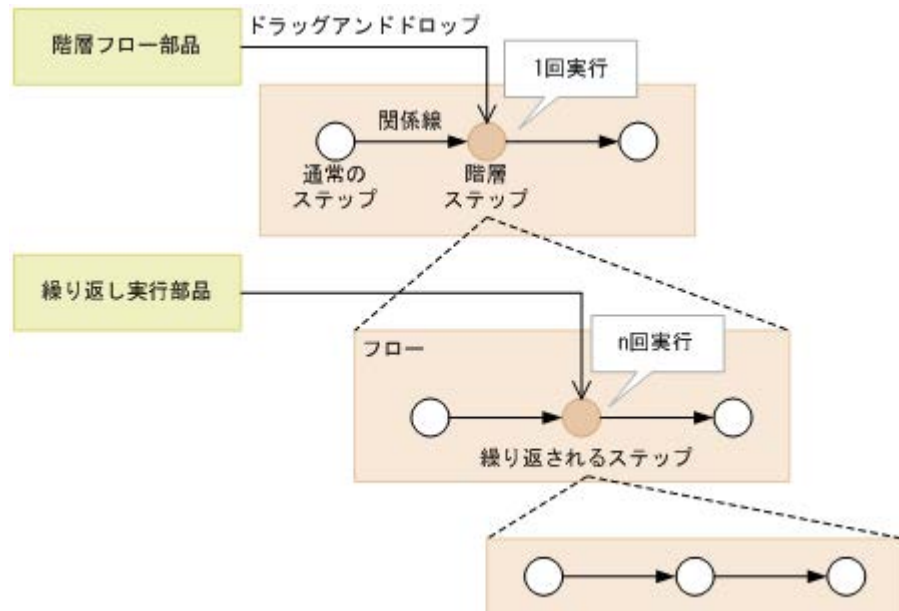 階層フロー部品
ドラッグアンドドロップ
1回実行
関係線
通常の
ステップ
階層
ステップ
繰り返し実行部品
フロー
n回実行
繰り返されるステップ